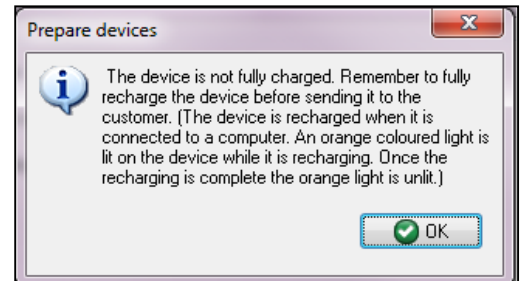 Prepare devices
The device is not fully charged. Remember to fully
recharge the device before sending it to the
customer. (The device is recharged when it is
connected to a computer. An orange coloured light is
lit on the device while it is recharging. Once the
recharging is complete the orange light is unlit.)
OK